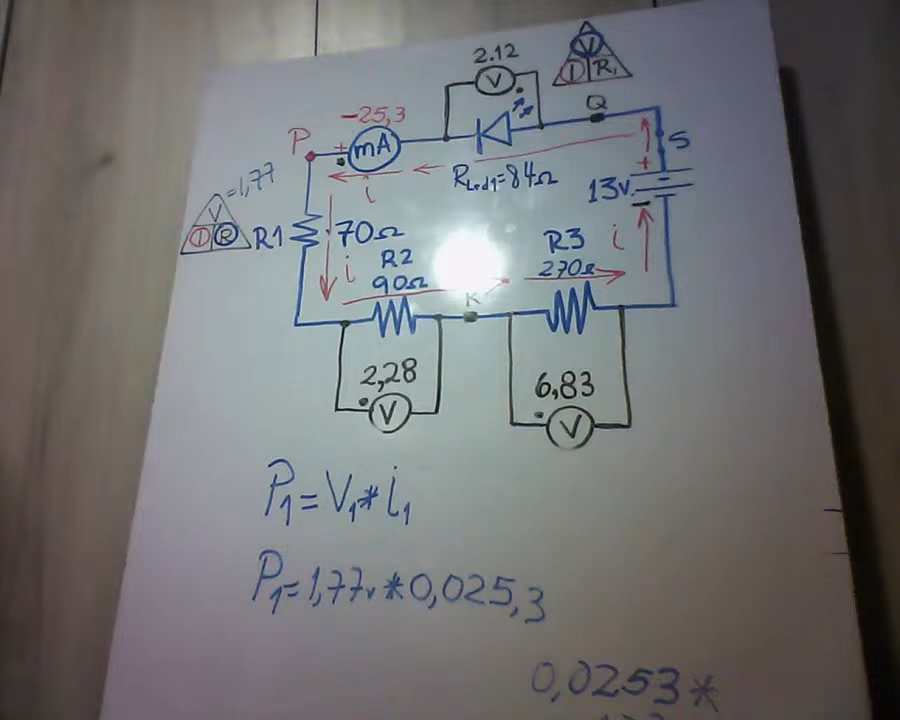 2.12
V
V
I R1
-25,3
Q
P
+
mA
S
+
=1,77
i
RLed1=84Ω
13v.
-
V
I R
R1
70Ω
R3
i
R2
270Ω
i
90Ω
K
2,28
6,83
V
V
P1=V1*i1
P1=1,77v*0,025,3
0,0253*